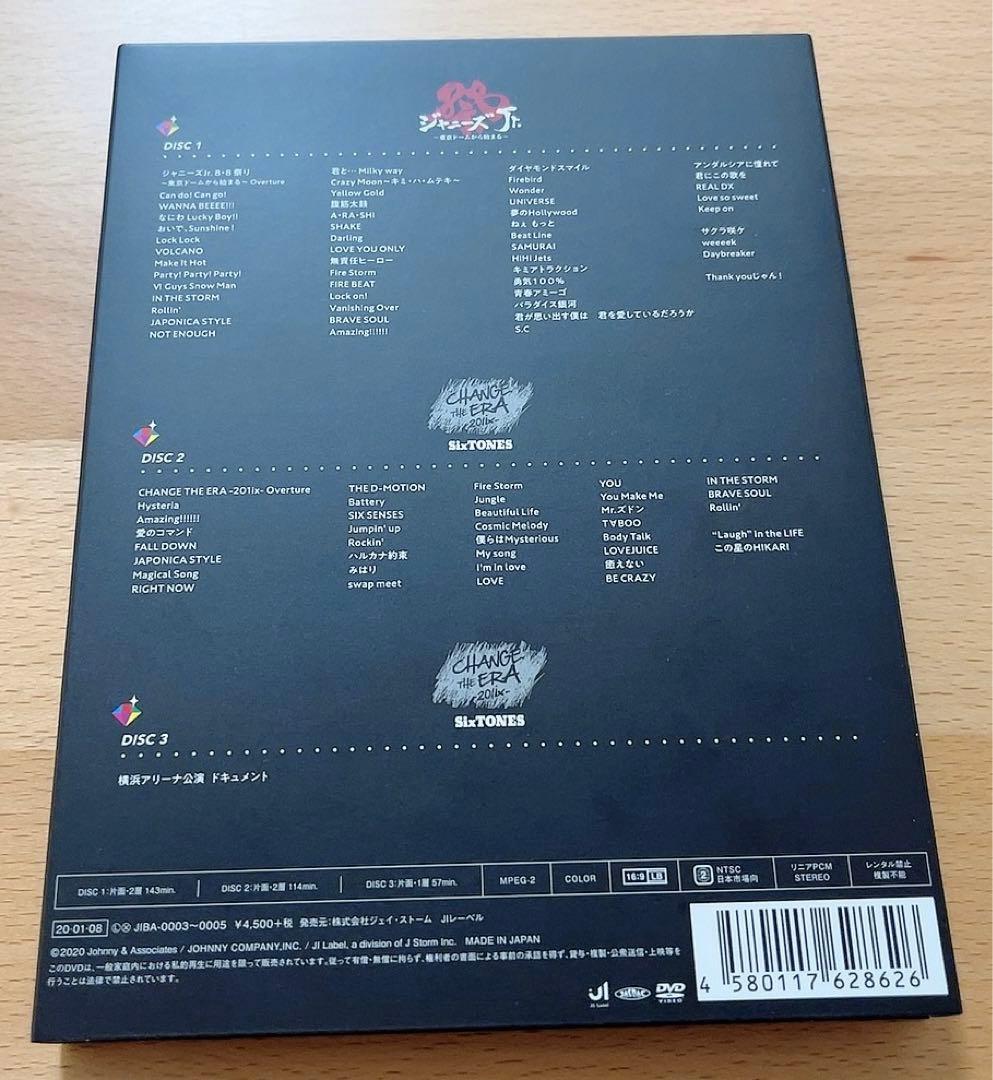 ジャニーズJr.
~東京ドームから始まる~
DISC 1
ジャニーズJr. 8・8 祭り
~東京ドームから始まる~ Overture
Can do! Can go!
WANNA BEEEE!!!
なにわ Lucky Boy!!
おいで、Sunshine!
Lock Lock
VOLCANO
Make It Hot
Party! Party! Party!
VI Guys Snow Man
IN THE STORM
Rollin'
JAPONICA STYLE
NOT ENOUGH
君と… Milky way
Crazy Moon~キミ・ハ・ムテキ~
Yellow Gold
腹筋太鼓
A・RA・SHI
SHAKE
Darling
LOVE YOU ONLY
無責任ヒーロー
Fire Storm
FIRE BEAT
Lock on!
Vanishing Over
BRAVE SOUL
Amazing!!!!!!
ダイヤモンドスマイル
Firebird
Wonder
UNIVERSE
夢のHollywood
ねぇ もっと
Beat Line
SAMURAI
HiHi Jets
キミアトラクション
勇気100%
青春アミーゴ
パラダイス銀河
君が思い出す僕は 君を愛しているだろうか
S.C
アンダルシアに憧れて
君にこの歌を
REAL DX
Love so sweet
Keep on
サクラ咲ケ
weeeek
Daybreaker
Thank youじゃん!
CHANGE
THE ERA
-201ix-
SixTONES
DISC 2
CHANGE THE ERA -201ix- Overture
Hysteria
Amazing!!!!!!
愛のコマンド
FALL DOWN
JAPONICA STYLE
Magical Song
RIGHT NOW
THE D-MOTION
Battery
SIX SENSES
Jumpin' up
Rockin'
ハルカナ約束
みはり
swap meet
Fire Storm
Jungle
Beautiful Life
Cosmic Melody
僕らはMysterious
My song
I'm in love
LOVE
YOU
You Make Me
Mr.ズドン
T∀BOO
Body Talk
LOVEJUICE
癒えない
BE CRAZY
IN THE STORM
BRAVE SOUL
Rollin'
"Laugh" in the LIFE
この星のHIKARI
CHANGE
THE ERA
-201ix-
SixTONES
DISC 3
横浜アリーナ公演 ドキュメント
DISC 1:片面・2層 143min.
DISC 2:片面・2層 114min.
DISC 3:片面・1層 57min.
MPEG-2
COLOR
16:9 LB
2 NTSC 日本市場向
リニアPCM STEREO
レンタル禁止 複製不能
20·01·08 Ⓛⓧ JIBA-0003~0005 ¥4,500+税 発売元:株式会社ジェイ・ストーム JIレーベル
©2020 Johnny & Associates / JOHNNY COMPANY,INC. / JI Label, a division of J Storm Inc. MADE IN JAPAN
このDVDは、一般家庭内における私的再生に用途を限って販売されています。従って有償・無償に拘らず、権利者の書面による事前の承諾を得ず、貸与・複製・公衆送信・上映等を
行うことは法律で禁止されています。
JI
JI Label
DVD
VIDEO
4 580117 628626